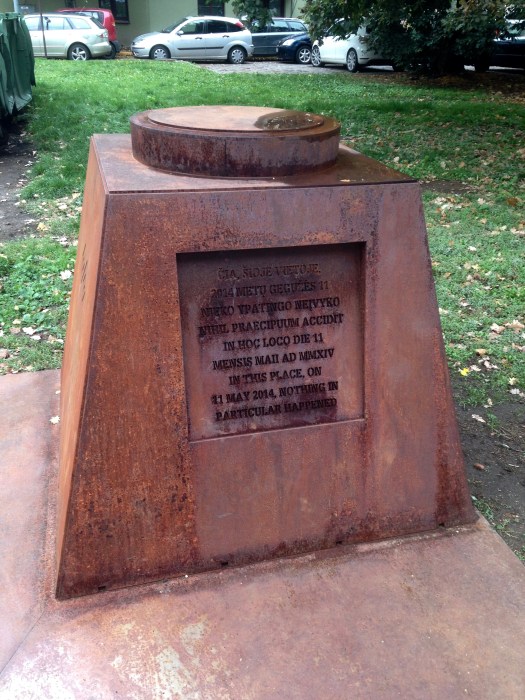 ČIA, ŠIOJE VIETOJE,
2014 METŲ GEGUŽĖS 11
NIEKO YPATINGO NEĮVYKO
NIHIL PRAECIPUUM ACCIDIT
IN HOC LOCO DIE 11
MENSIS MAII AD MMXIV
IN THIS PLACE, ON
11 MAY 2014, NOTHING IN
PARTICULAR HAPPENED